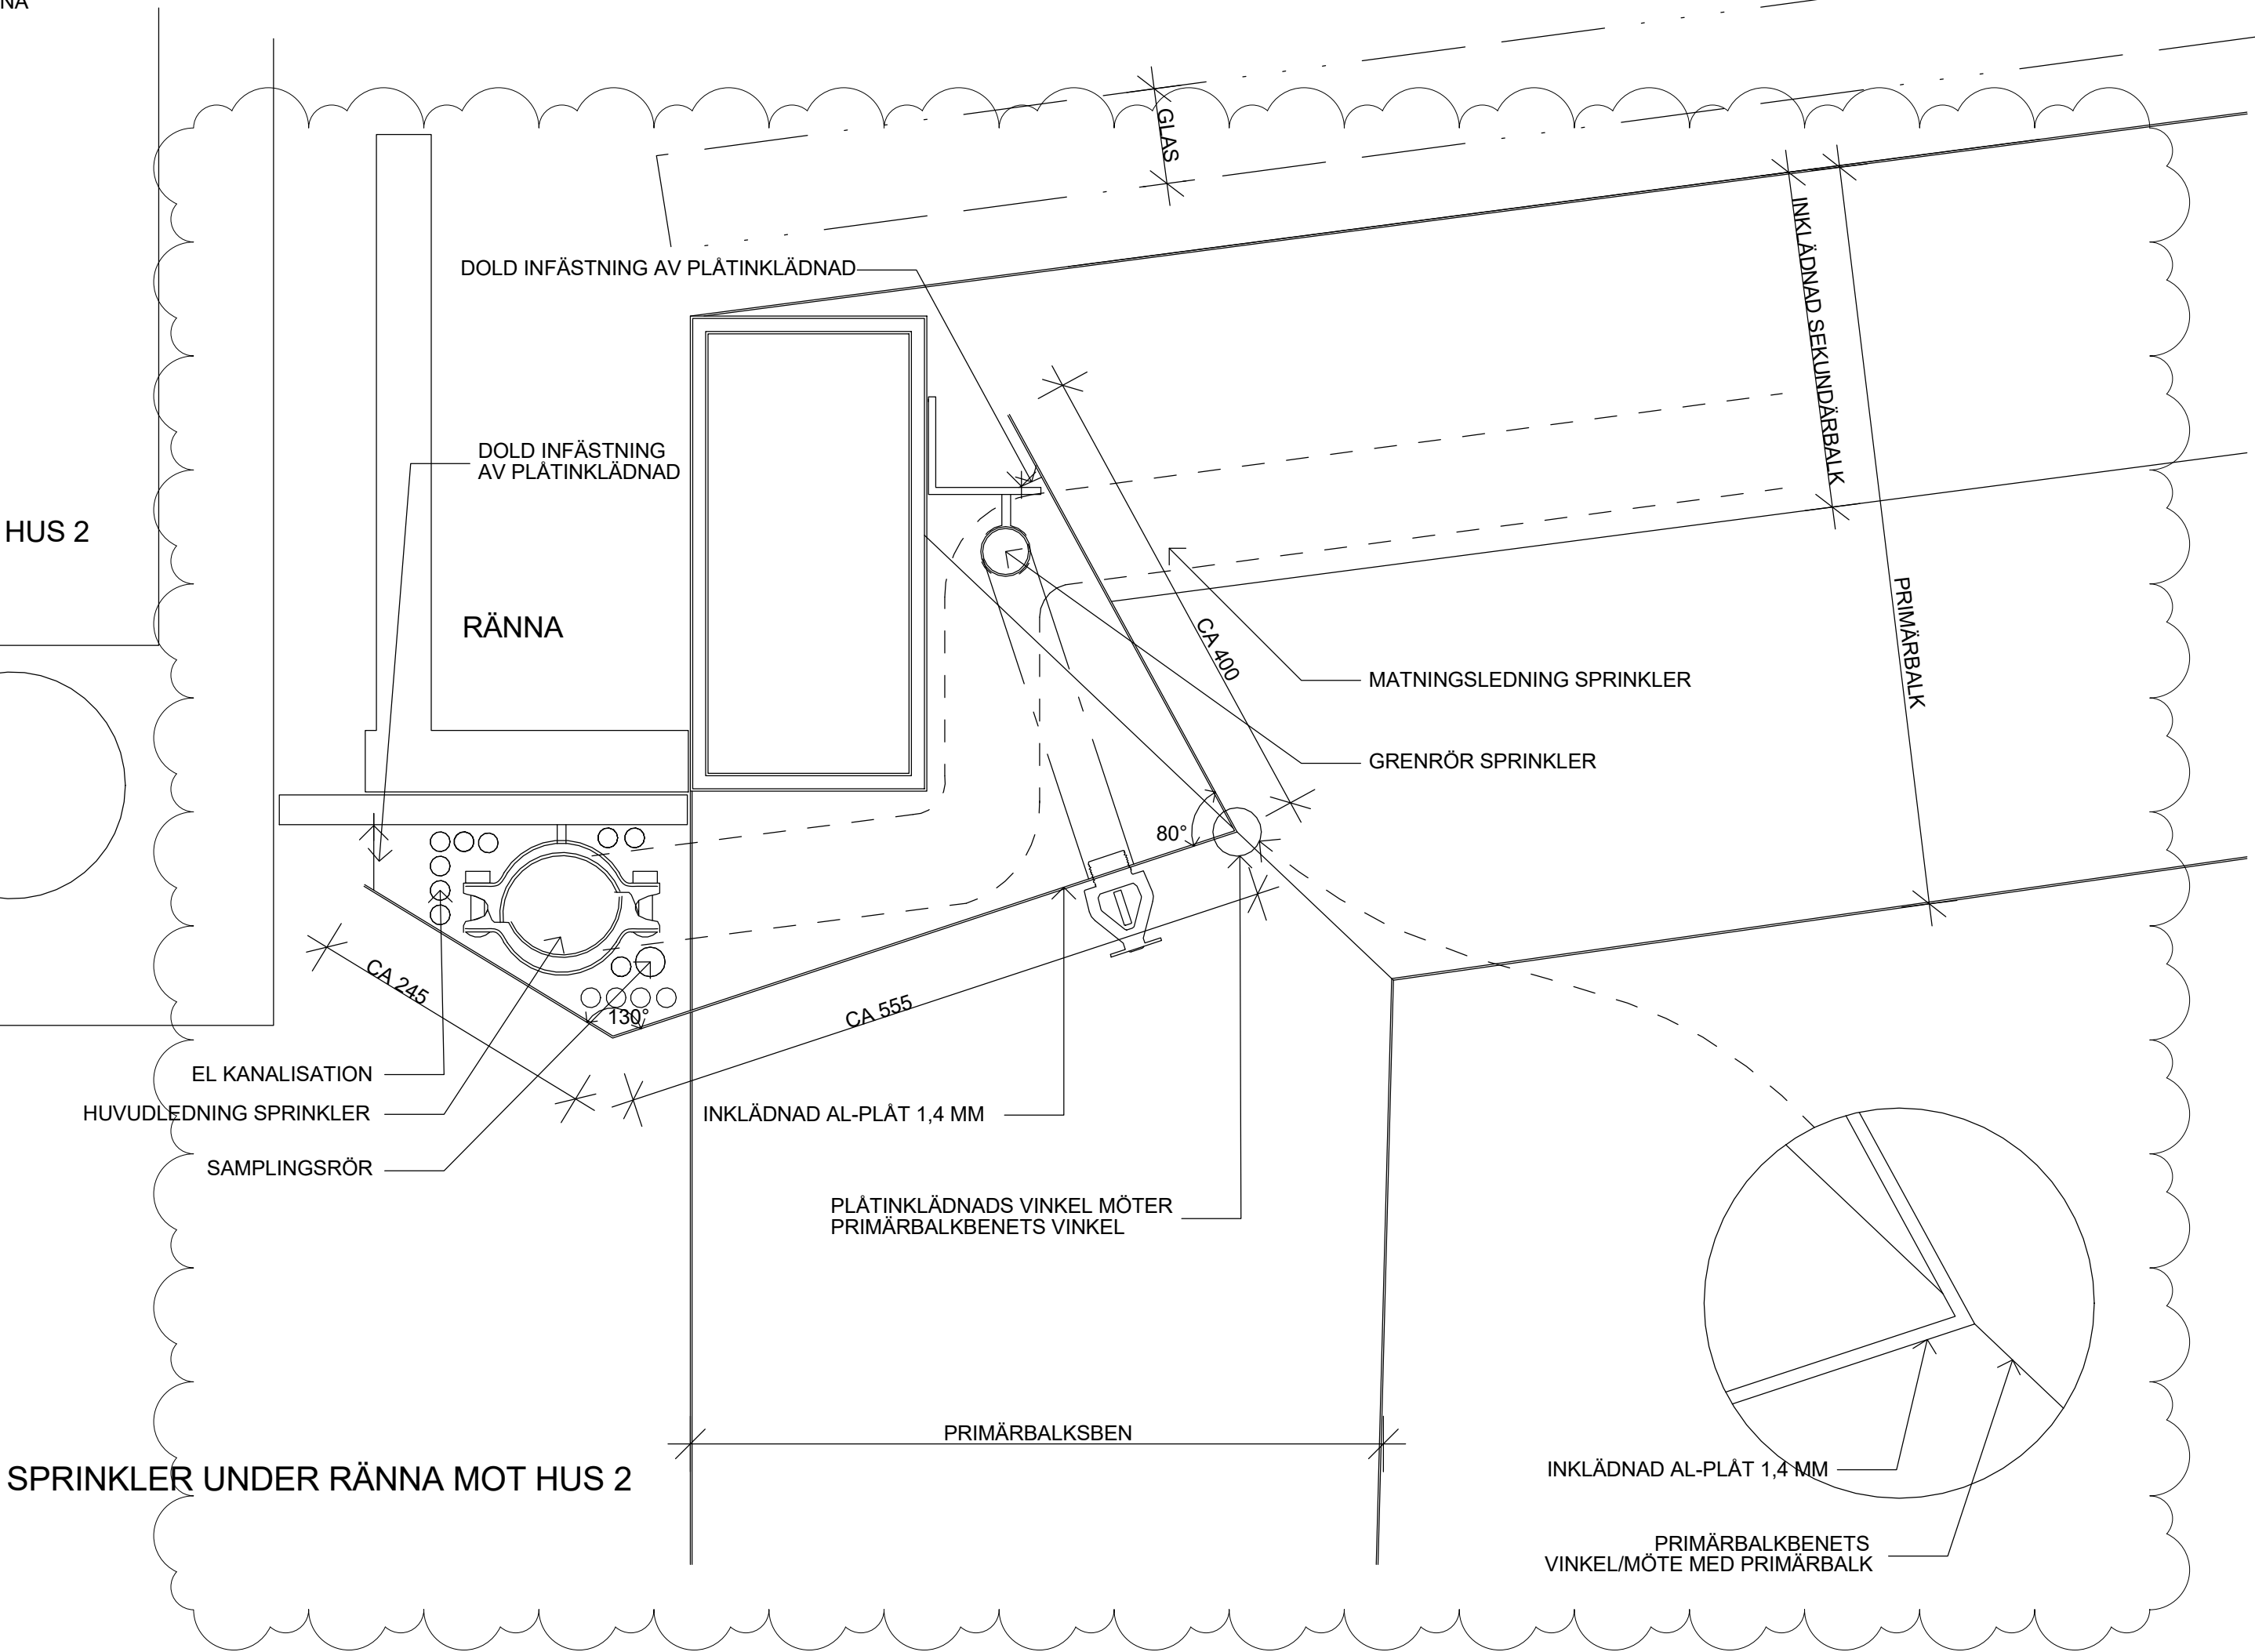 NA
GLAS
DOLD INFÄSTNING AV PLÅTINKLÄDNAD
INKLÄDNAD SEKUNDÄRBALK
DOLD INFÄSTNING
AV PLÅTINKLÄDNAD
HUS 2
RÄNNA
PRIMÄRBALK
CA 400
MATNINGSLEDNING SPRINKLER
GRENRÖR SPRINKLER
80°
CA 245
CA 555
130°
EL KANALISATION
HUVUDLEDNING SPRINKLER
INKLÄDNAD AL-PLÅT 1,4 MM
SAMPLINGSRÖR
PLÅTINKLÄDNADS VINKEL MÖTER
PRIMÄRBALKBENETS VINKEL
PRIMÄRBALKSBEN
SPRINKLER UNDER RÄNNA MOT HUS 2
INKLÄDNAD AL-PLÅT 1,4 MM
PRIMÄRBALKBENETS
VINKEL/MÖTE MED PRIMÄRBALK